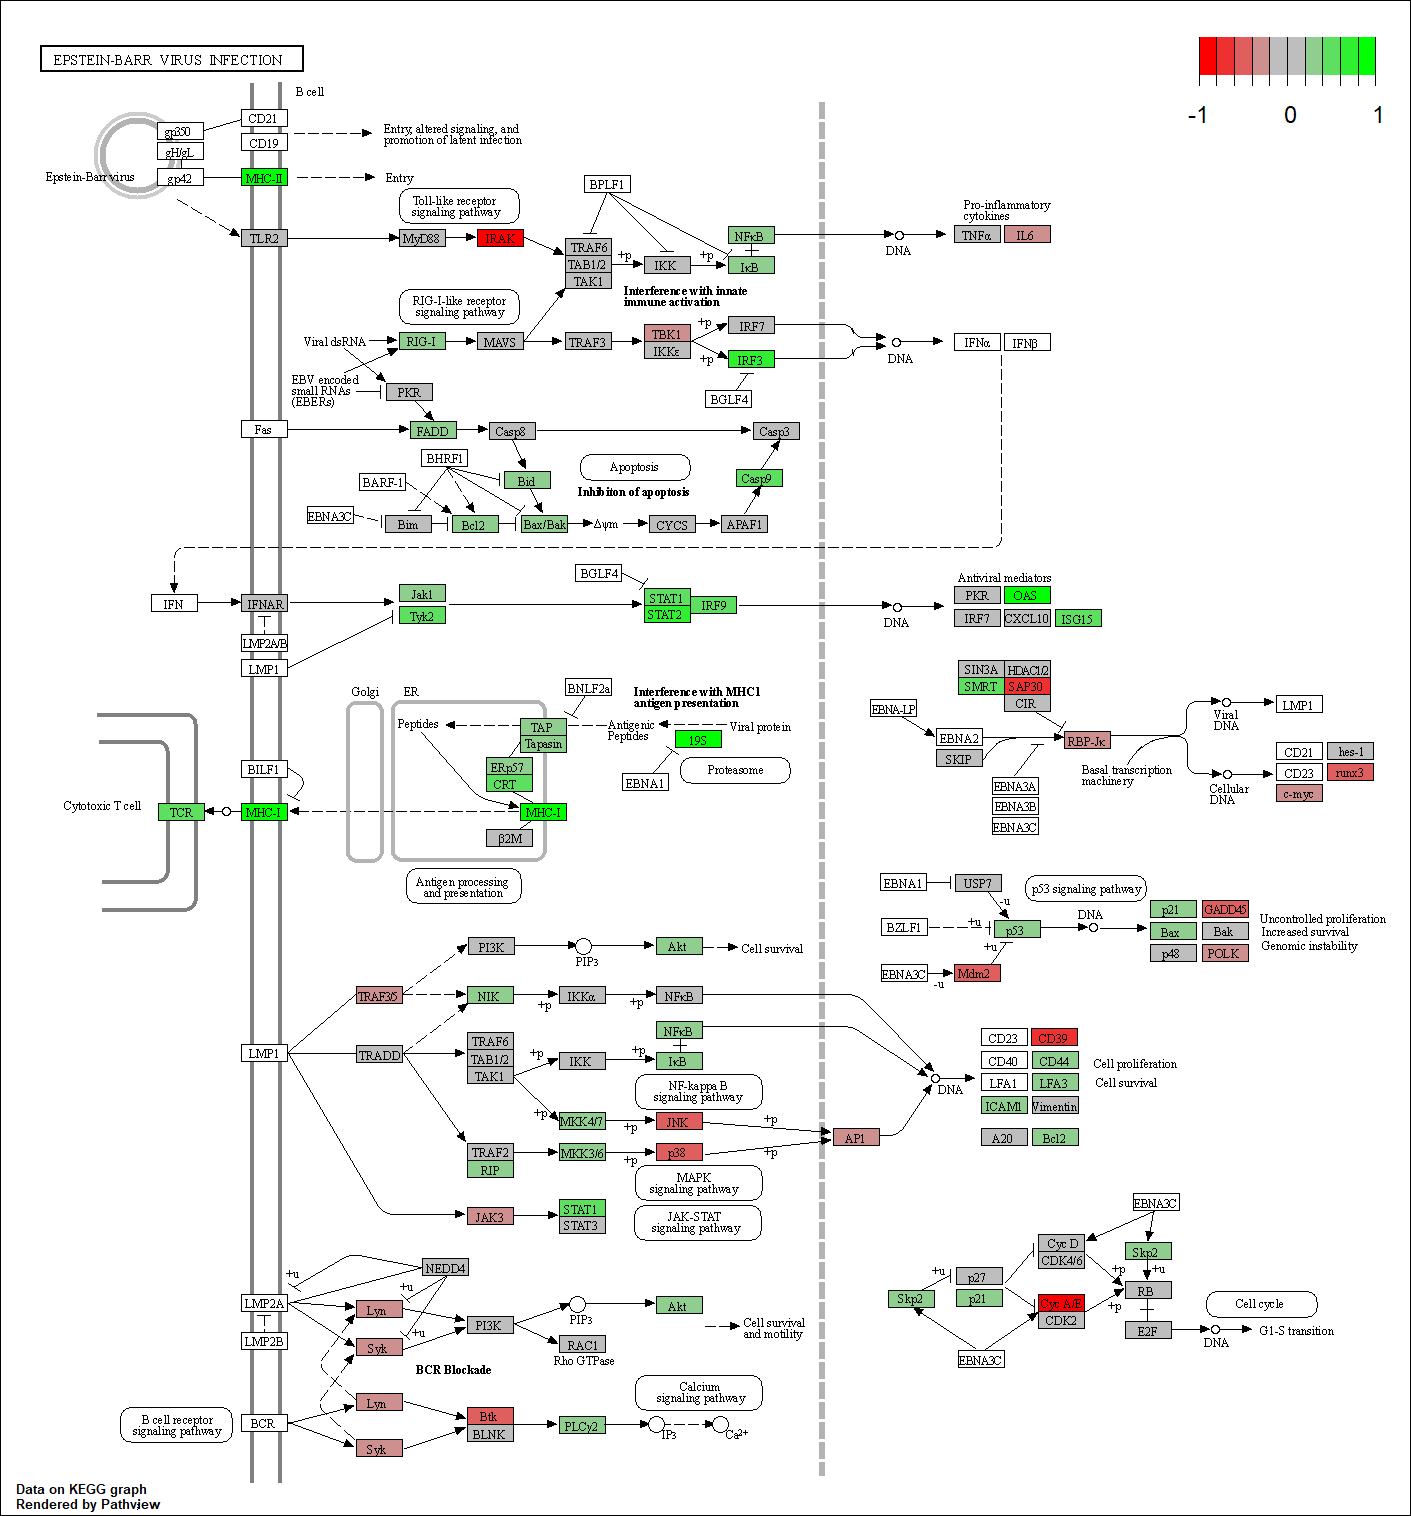 EPSTEIN-BARR VIRUS INFECTION
-1
0
1
B cell
CD21
gp350
CD19
gH/gL
Entry, altered signaling, and
promotion of latent infection
Epstein-Barr virus
gp42
MHC-II
Entry
Toll-like receptor
signaling pathway
BPLF1
TLR2
MyD88
IRAK
TRAF6
TAB1/2
TAK1
+p
IKK
+p
NFκB
IκB
DNA
Pro-inflammatory
cytokines
TNFα
IL6
Interference with innate
immune activation
RIG-I-like receptor
signaling pathway
Viral dsRNA
RIG-I
MAVS
TRAF3
TBK1
IKKε
+p
+p
IRF7
IRF3
DNA
IFNα
IFNβ
BGLF4
EBV encoded
small RNAs
(EBERs)
PKR
Fas
FADD
Casp8
Casp3
BHRF1
BARF-1
Bid
Apoptosis
Casp9
Inhibiton of apoptosis
EBNA3C
Bim
Bcl2
Bax/Bak
Δψm
CYCS
APAF1
IFN
IFNAR
LMP2A/B
LMP1
Jak1
Tyk2
BGLF4
STAT1
STAT2
IRF9
DNA
Antiviral mediators
PKR
OAS
IRF7
CXCL10
ISG15
Golgi
ER
BNLF2a
Interference with MHC1
antigen presentation
Peptides
TAP
Tapasin
Antigenic
Peptides
Viral protein
19S
EBNA1
Proteasome
ERp57
CRT
BILF1
Cytotoxic T cell
TCR
MHC-I
MHC-I
β2M
Antigen processing
and presentation
SIN3A
HDAC1/2
SMRT
SAP30
CIR
EBNA-LP
EBNA2
SKIP
RBP-Jκ
EBNA3A
EBNA3B
EBNA3C
Basal transcription
machinery
Viral
DNA
LMP1
Cellular
DNA
CD21
hes-1
CD23
runx3
c-myc
EBNA1
USP7
p53 signaling pathway
-u
BZLF1
+u
p53
+u
EBNA3C
-u
Mdm2
DNA
p21
GADD45
Bax
Bak
p48
POLK
Uncontrolled proliferation
Increased survival
Genomic instability
PI3K
PIP3
Akt
Cell survival
TRAF3/5
NIK
+p
IKKα
+p
NFκB
LMP1
TRADD
TRAF6
TAB1/2
TAK1
+p
IKK
+p
NFκB
IκB
NF-kappa B
signaling pathway
+p
MKK4/7
+p
JNK
+p
TRAF2
RIP
MKK3/6
+p
p38
+p
AP1
MAPK
signaling pathway
JAK3
STAT1
STAT3
JAK-STAT
signaling pathway
DNA
CD23
CD39
CD40
CD44
LFA1
LFA3
ICAM1
Vimentin
A20
Bcl2
Cell proliferation
Cell survival
NEDD4
+u
+u
+u
LMP2A
LMP2B
Lyn
Syk
PI3K
PIP3
Akt
RAC1
Rho GTPase
Cell survival
and motility
BCR Blockade
B cell receptor
signaling pathway
BCR
Lyn
Syk
Btk
BLNK
PLCγ2
IP3
Ca2+
Calcium
signaling pathway
EBNA3C
Cyc D
CDK4/6
Skp2
+u
+u
+p
p27
p21
Skp2
Cyc A/E
CDK2
+p
RB
E2F
EBNA3C
Cell cycle
DNA
G1-S transition
Data on KEGG graph
Rendered by Pathview